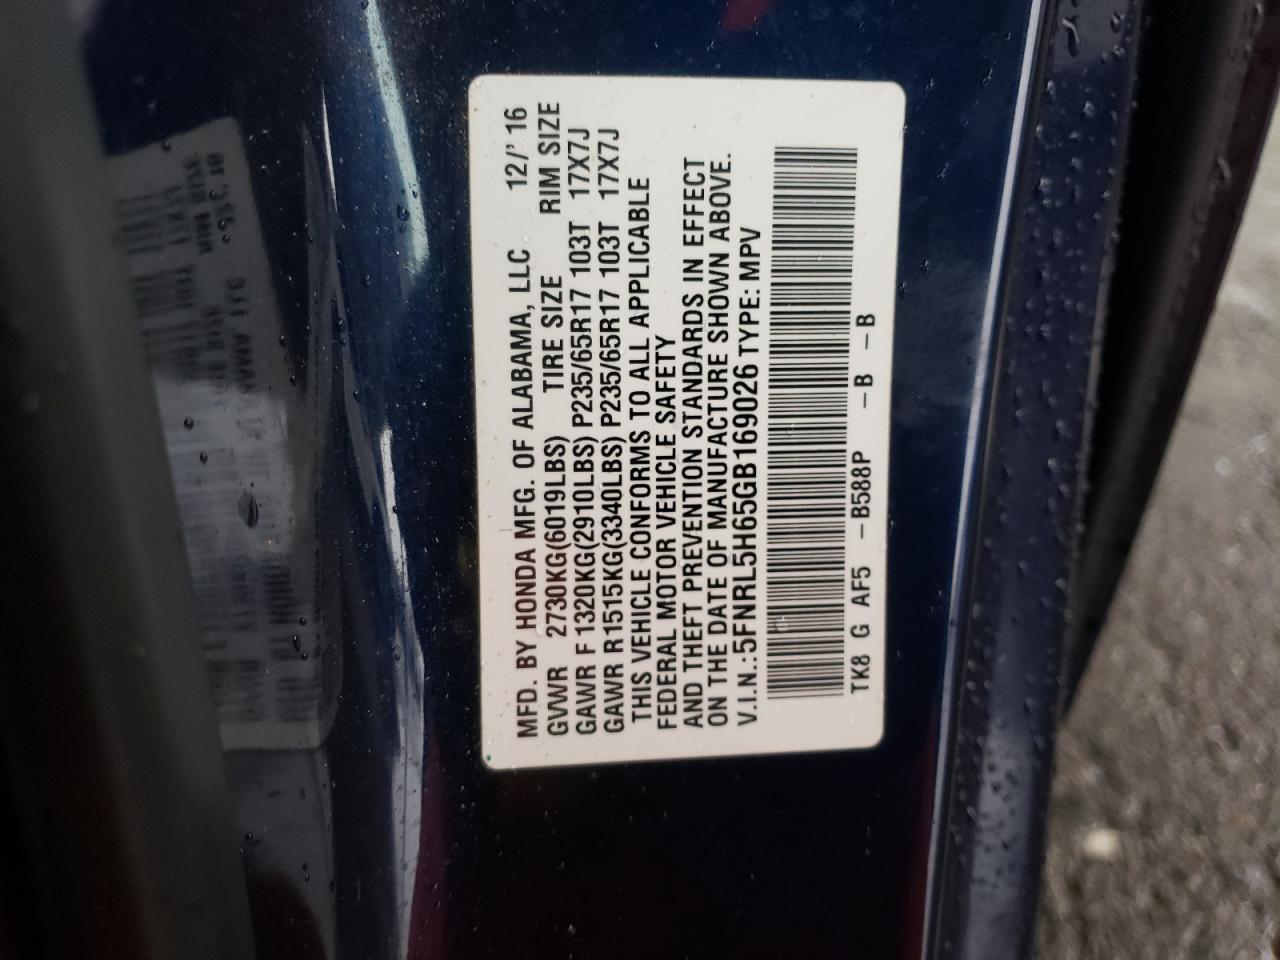 MFD. BY HONDA MFG. OF ALABAMA, LLC 12/' 16
GVWR 2730KG(6019LBS) TIRE SIZE RIM SIZE
GAWR F 1320KG(2910LBS) P235/65R17 103T 17X7J
GAWR R 1515KG(3340LBS) P235/65R17 103T 17X7J
THIS VEHICLE CONFORMS TO ALL APPLICABLE
FEDERAL MOTOR VEHICLE SAFETY
AND THEFT PREVENTION STANDARDS IN EFFECT
ON THE DATE OF MANUFACTURE SHOWN ABOVE.
V.I.N.:5FNRL5H65GB169026 TYPE: MPV
TK8 G AF5 -B588P -B -B